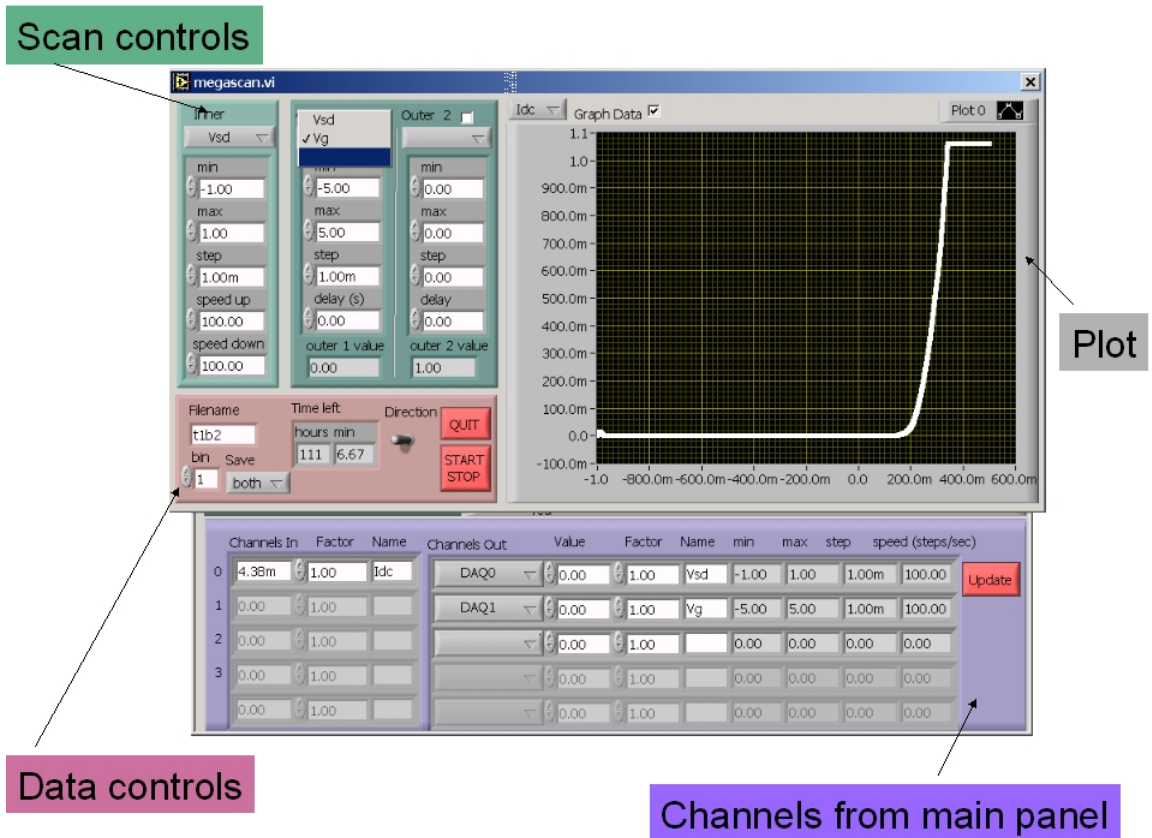 Scan controls
megascan.vi
Inner
Vsd
min
-1.00
max
1.00
step
1.00m
speed up
100.00
speed down
100.00
Vsd
✓ Vg
min
-5.00
max
5.00
step
1.00m
delay (s)
0.00
outer 1 value
0.00
Outer 2
min
0.00
max
0.00
step
0.00
delay
0.00
outer 2 value
1.00
Idc
Graph Data
Plot 0
1.1
1.0
900.0m
800.0m
700.0m
600.0m
500.0m
400.0m
300.0m
200.0m
100.0m
0.0
-100.0m
-1.0 -800.0m -600.0m -400.0m -200.0m 0.0 200.0m 400.0m 600.0m
Plot
Filename
t1b2
bin
1
Save
both
Time left
hours min
111 6.67
Direction
QUIT
START
STOP
Channels In Factor Name Channels Out Value Factor Name min max step speed (steps/sec)
0 4.38m 1.00 Idc DAQ0 0.00 1.00 Vsd -1.00 1.00 1.00m 100.00
Update
1 0.00 1.00 DAQ1 0.00 1.00 Vg -5.00 5.00 1.00m 100.00
2 0.00 1.00 0.00 1.00 0.00 0.00 0.00 0.00
3 0.00 1.00 0.00 1.00 0.00 0.00 0.00 0.00
0.00 1.00 0.00 1.00 0.00 0.00 0.00 0.00
Data controls
Channels from main panel